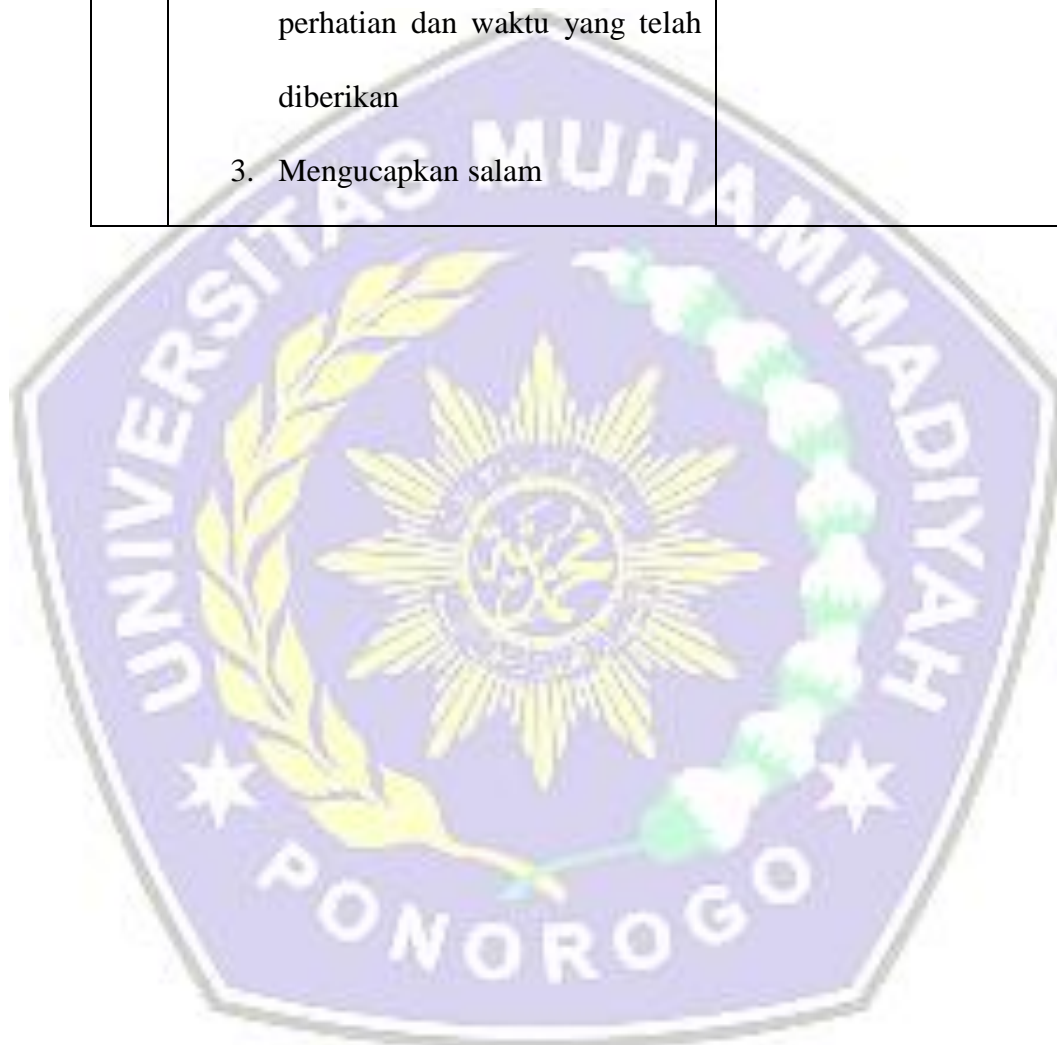 perhatian dan waktu yang telah
diberikan
3. Mengucapkan salam
UNIVERSITAS MUHAMMADIYAH
PONOROGO